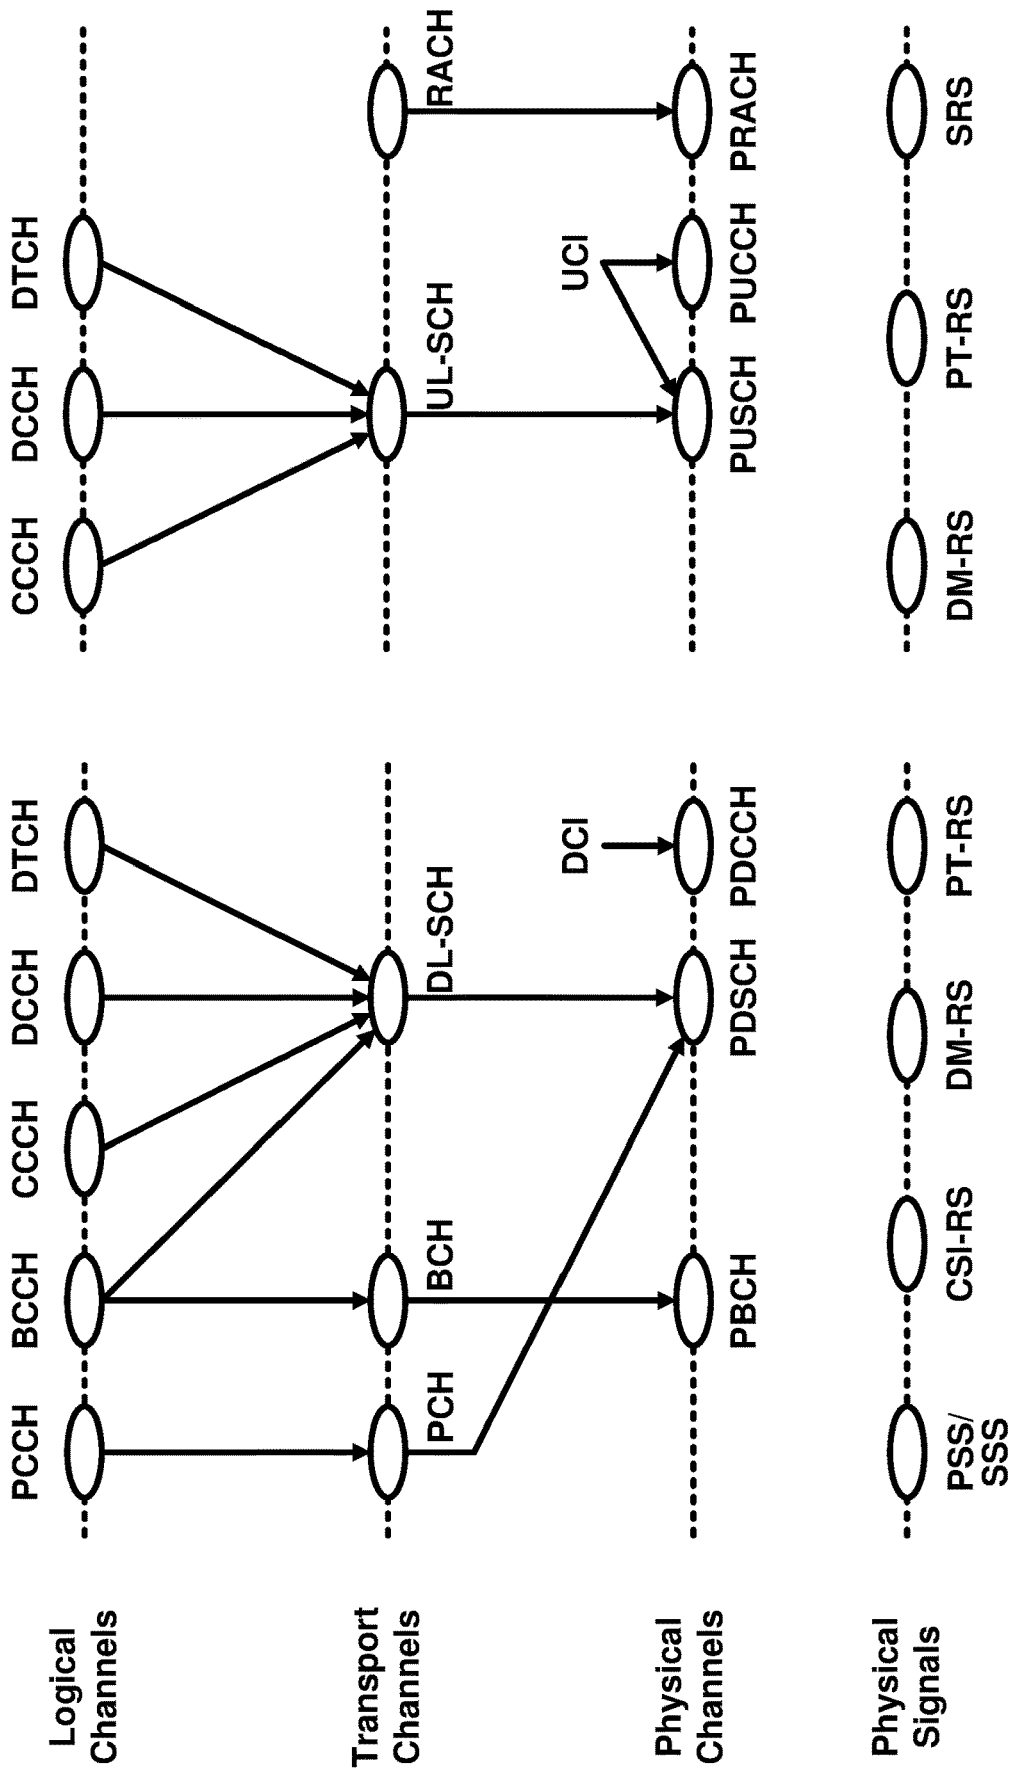 Logical
Channels
PCCH
BCCH
CCCH
DCCH
DTCH
CCCH
DCCH
DTCH
Transport
Channels
PCH
BCH
DL-SCH
UL-SCH
RACH
DCI
UCI
Physical
Channels
PBCH
PDSCH
PDCCH
PUSCH
PUCCH
PRACH
Physical
Signals
PSS/
SSS
CSI-RS
DM-RS
PT-RS
DM-RS
PT-RS
SRS